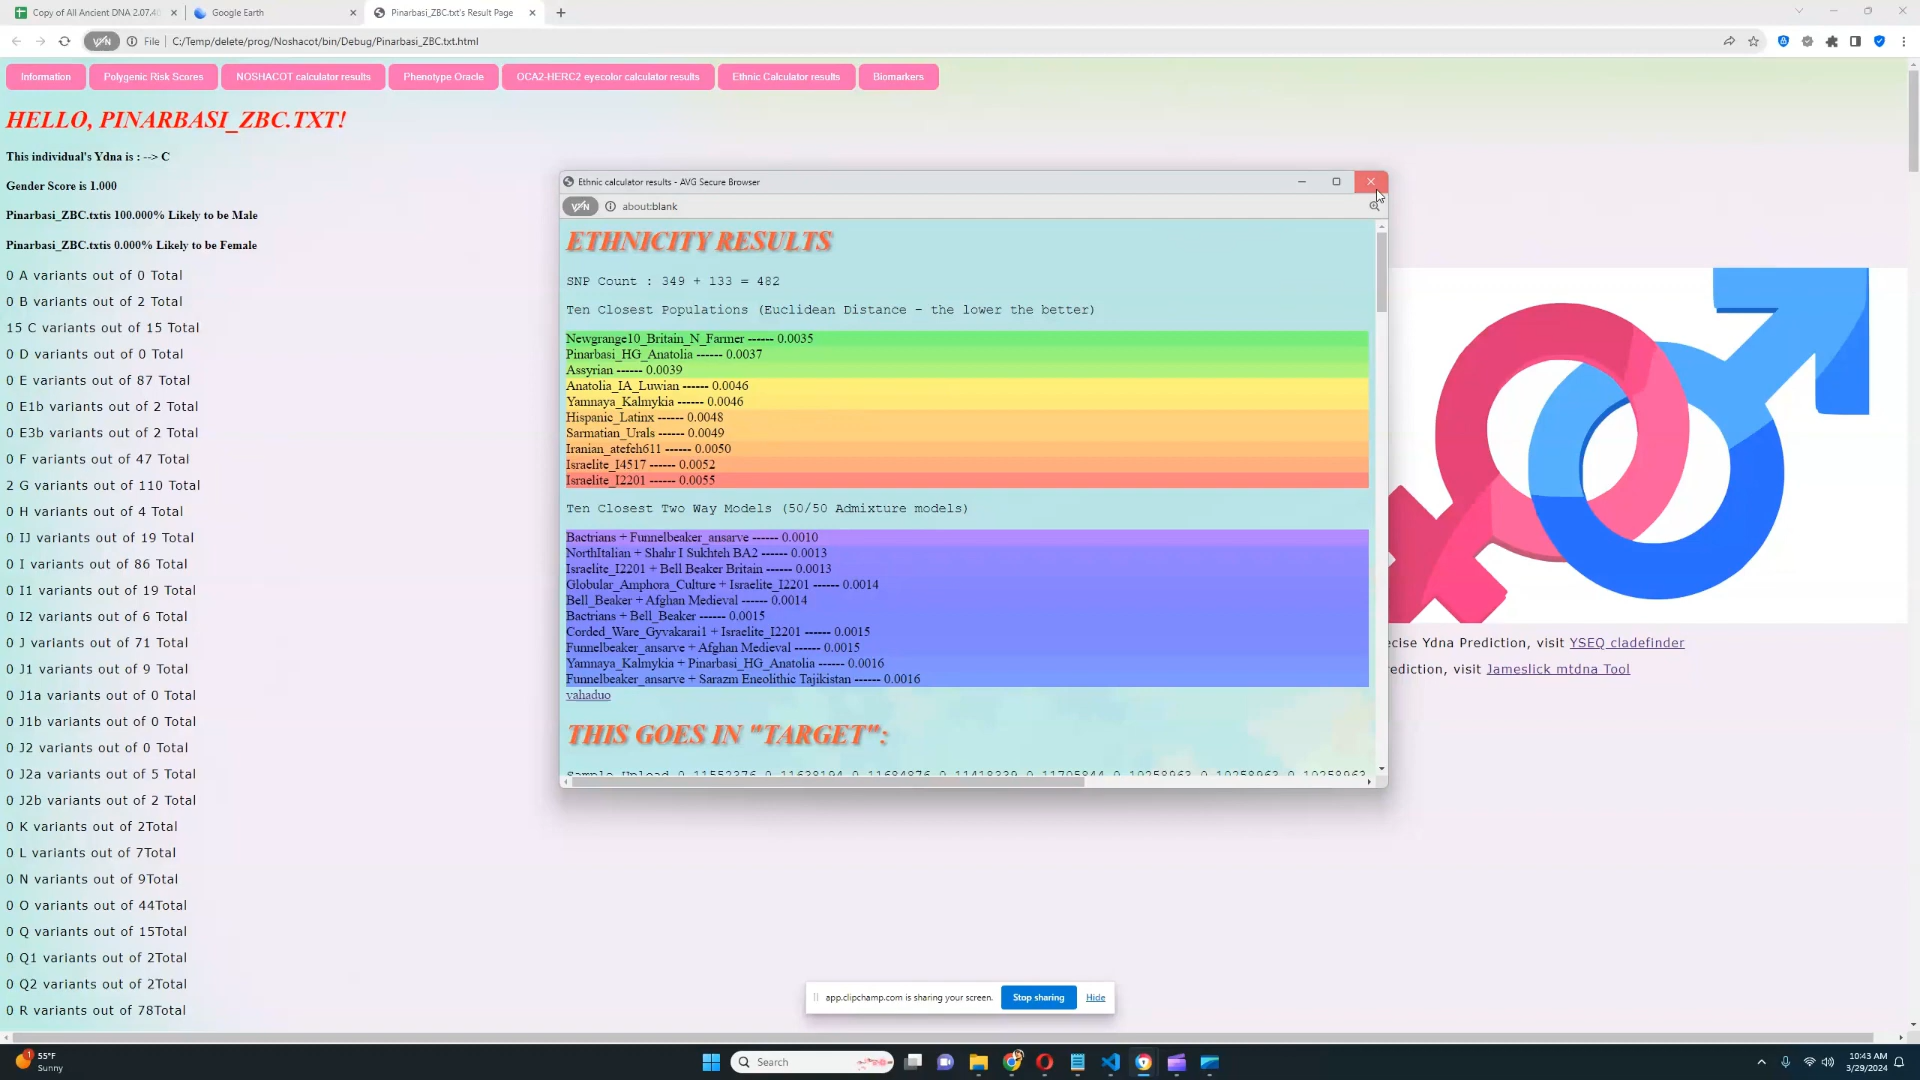 Copy of All Ancient DNA 2.07.46
Google Earth
Pinarbasi_ZBC.txt's Result Page
VPN
File
C:/Temp/delete/prog/Noshacot/bin/Debug/Pinarbasi_ZBC.txt.html
Information
Polygenic Risk Scores
NOSHACOT calculator results
Phenotype Oracle
OCA2-HERC2 eyecolor calculator results
Ethnic Calculator results
Biomarkers
HELLO, PINARBASI_ZBC.TXT!
This individual's Ydna is : --> C
Gender Score is 1.000
Pinarbasi_ZBC.txtis 100.000% Likely to be Male
Pinarbasi_ZBC.txtis 0.000% Likely to be Female
0 A variants out of 0 Total
0 B variants out of 2 Total
15 C variants out of 15 Total
0 D variants out of 0 Total
0 E variants out of 87 Total
0 E1b variants out of 2 Total
0 E3b variants out of 2 Total
0 F variants out of 47 Total
2 G variants out of 110 Total
0 H variants out of 4 Total
0 IJ variants out of 19 Total
0 I variants out of 86 Total
0 I1 variants out of 19 Total
0 I2 variants out of 6 Total
0 J variants out of 71 Total
0 J1 variants out of 9 Total
0 J1a variants out of 0 Total
0 J1b variants out of 0 Total
0 J2 variants out of 0 Total
0 J2a variants out of 5 Total
0 J2b variants out of 2 Total
0 K variants out of 2Total
0 L variants out of 7Total
0 N variants out of 9Total
0 O variants out of 44Total
0 Q variants out of 15Total
0 Q1 variants out of 2Total
0 Q2 variants out of 2Total
0 R variants out of 78Total
Ethnic calculator results - AVG Secure Browser
VPN
about:blank
ETHNICITY RESULTS
SNP Count : 349 + 133 = 482
Ten Closest Populations (Euclidean Distance - the lower the better)
Newgrange10_Britain_N_Farmer ------ 0.0035
Pinarbasi_HG_Anatolia ------ 0.0037
Assyrian ------ 0.0039
Anatolia_IA_Luwian ------ 0.0046
Yamnaya_Kalmykia ------ 0.0046
Hispanic_Latinx ------ 0.0048
Sarmatian_Urals ------ 0.0049
Iranian_atefeh611 ------ 0.0050
Israelite_I4517 ------ 0.0052
Israelite_I2201 ------ 0.0055
Ten Closest Two Way Models (50/50 Admixture models)
Bactrians + Funnelbeaker_ansarve ------ 0.0010
NorthItalian + Shahr I Sukhteh BA2 ------ 0.0013
Israelite_I2201 + Bell Beaker Britain ------ 0.0013
Globular_Amphora_Culture + Israelite_I2201 ------ 0.0014
Bell_Beaker + Afghan Medieval ------ 0.0014
Bactrians + Bell_Beaker ------ 0.0015
Corded_Ware_Gyvakarai1 + Israelite_I2201 ------ 0.0015
Funnelbeaker_ansarve + Afghan Medieval ------ 0.0015
Yamnaya_Kalmykia + Pinarbasi_HG_Anatolia ------ 0.0016
Funnelbeaker_ansarve + Sarazm Eneolithic Tajikistan ------ 0.0016
vahaduo
THIS GOES IN "TARGET":
ecise Ydna Prediction, visit YSEQ cladefinder
ediction, visit Jameslick mtdna Tool
app.clipchamp.com is sharing your screen.
Stop sharing
Hide
1
55°F
Sunny
Search
10:43 AM
3/29/2024